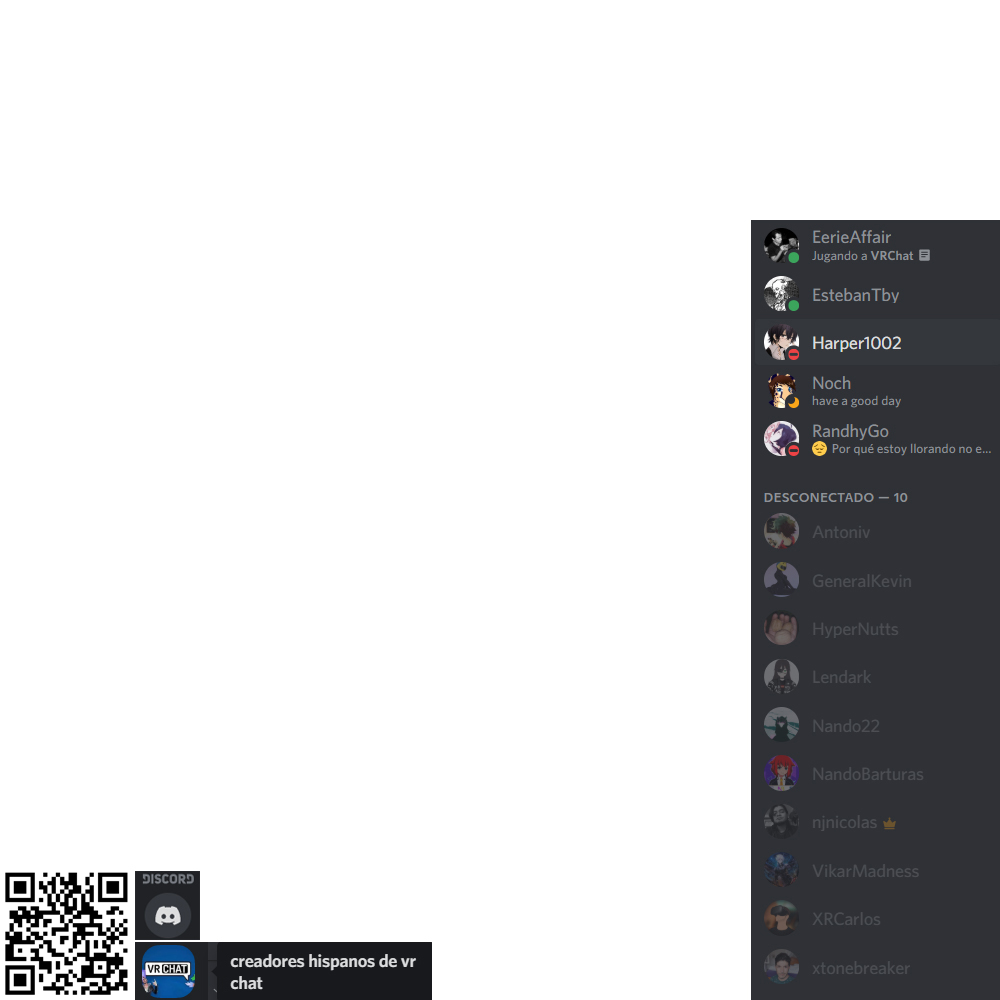 EerieAffair
Jugando a VRChat
EstebanTby
Harper1002
Noch
have a good day
RandhyGo
Por qué estoy llorando no e...
DESCONECTADO — 10
Antoniv
GeneralKevin
HyperNutts
Lendark
Nando22
NandoBarturas
njnicolas
VikarMadness
XRCarlos
xtonebreaker
DISCORD
VRCHAT
creadores hispanos de vr
chat